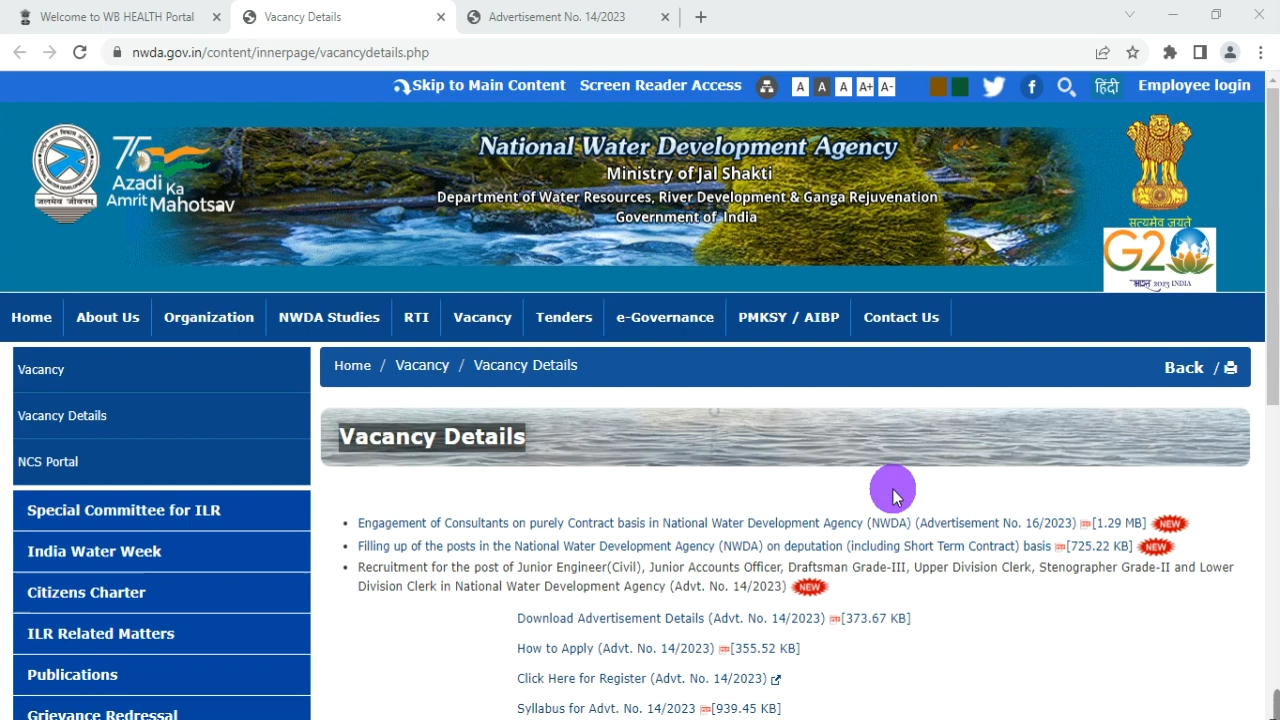 Welcome to WB HEALTH Portal
Vacancy Details
Advertisement No. 14/2023
nwda.gov.in/content/innerpage/vacancydetails.php
Skip to Main Content Screen Reader Access A A A A+ A- हिंदी Employee login
75
Azadi Ka
Amrit Mahotsav
जलमेव जीवनम्
National Water Development Agency
Ministry of Jal Shakti
Department of Water Resources, River Development & Ganga Rejuvenation
Government of India
सत्यमेव जयते
G20
भारत 2023 INDIA
Home About Us Organization NWDA Studies RTI Vacancy Tenders e-Governance PMKSY / AIBP Contact Us
Vacancy
Vacancy Details
NCS Portal
Special Committee for ILR
India Water Week
Citizens Charter
ILR Related Matters
Publications
Grievance Redressal
Home / Vacancy / Vacancy Details
Back /
Vacancy Details
• Engagement of Consultants on purely Contract basis in National Water Development Agency (NWDA) (Advertisement No. 16/2023) [1.29 MB] NEW
• Filling up of the posts in the National Water Development Agency (NWDA) on deputation (including Short Term Contract) basis [725.22 KB] NEW
• Recruitment for the post of Junior Engineer(Civil), Junior Accounts Officer, Draftsman Grade-III, Upper Division Clerk, Stenographer Grade-II and Lower
Division Clerk in National Water Development Agency (Advt. No. 14/2023) NEW
Download Advertisement Details (Advt. No. 14/2023) [373.67 KB]
How to Apply (Advt. No. 14/2023) [355.52 KB]
Click Here for Register (Advt. No. 14/2023)
Syllabus for Advt. No. 14/2023 [939.45 KB]